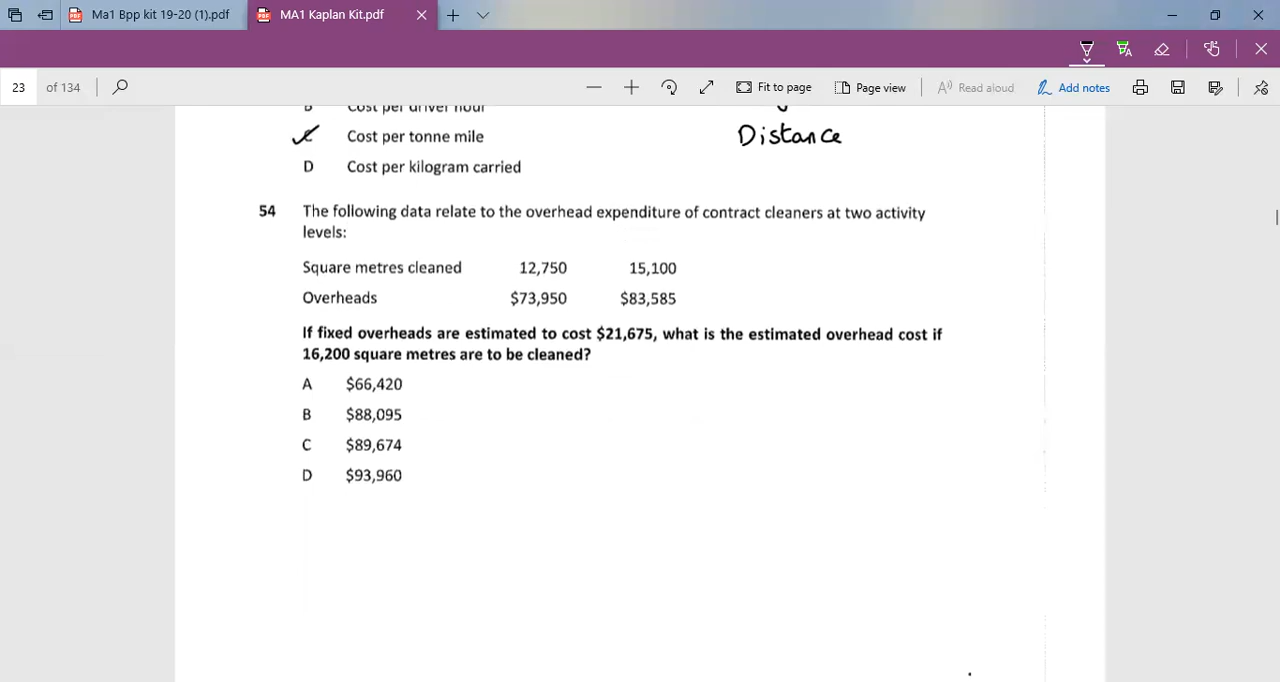 Ma1 Bpp kit 19-20 (1).pdf
MA1 Kaplan Kit.pdf
23 of 134
Fit to page
Page view
Read aloud
Add notes
B Cost per driver hour
C Cost per tonne mile
Distance
D Cost per kilogram carried
54 The following data relate to the overhead expenditure of contract cleaners at two activity
levels:
Square metres cleaned 12,750 15,100
Overheads $73,950 $83,585
If fixed overheads are estimated to cost $21,675, what is the estimated overhead cost if
16,200 square metres are to be cleaned?
A $66,420
B $88,095
C $89,674
D $93,960